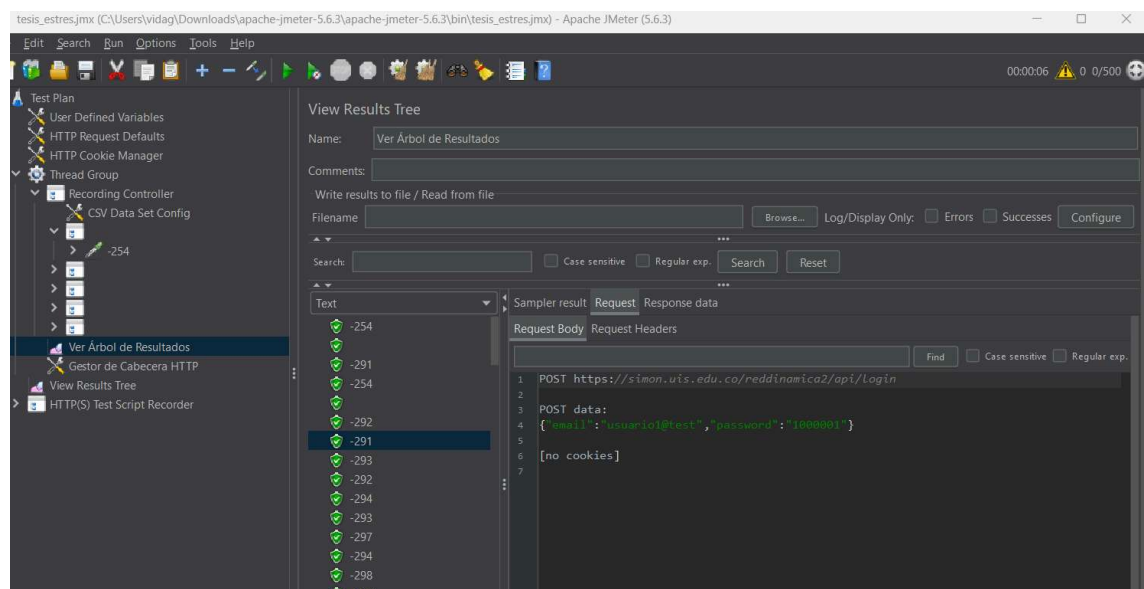 tesis_estres.jmx (C:\Users\vidag\Downloads\apache-jmeter-5.6.3\apache-jmeter-5.6.3\bin\tesis_estres.jmx) - Apache JMeter (5.6.3)
Edit Search Run Options Tools Help
00:00:06 0 0/500
Test Plan
User Defined Variables
HTTP Request Defaults
HTTP Cookie Manager
Thread Group
Recording Controller
CSV Data Set Config
-254
Ver Árbol de Resultados
Gestor de Cabecera HTTP
View Results Tree
HTTP(S) Test Script Recorder
View Results Tree
Name: Ver Árbol de Resultados
Comments:
Write results to file / Read from file
Filename Browse... Log/Display Only: Errors Successes Configure
Search: Case sensitive Regular exp. Search Reset
Text
-254
-291
-254
-292
-291
-293
-292
-294
-293
-297
-294
-298
Sampler result Request Response data
Request Body Request Headers
Find Case sensitive Regular exp.
1 POST https://simon.uis.edu.co/reddinamica2/api/login
2
3 POST data:
4 {"email":"usuario1@test","password":"1000001"}
5
6 [no cookies]
7